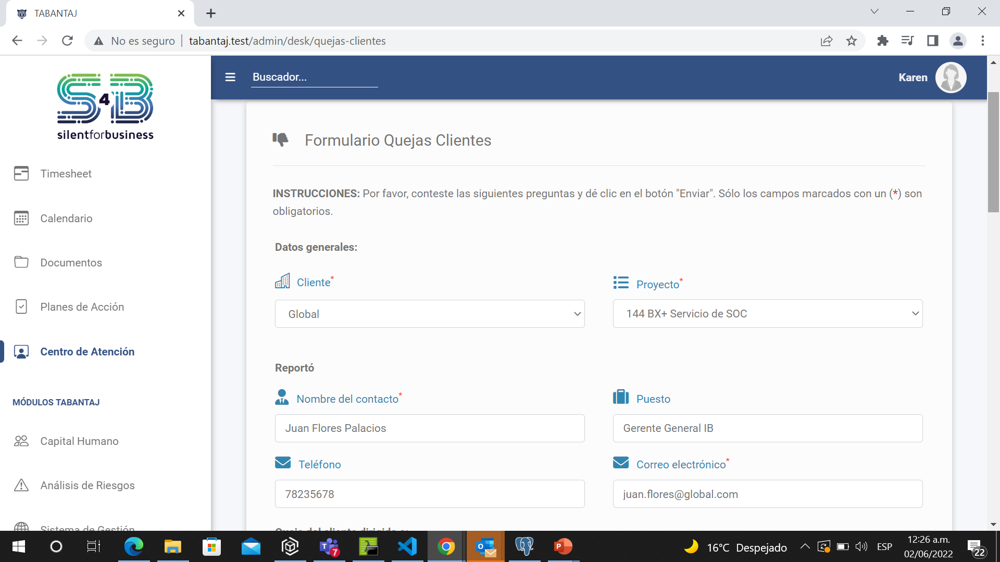 TABANTAJ
No es seguro
tabantaj.test/admin/desk/quejas-clientes
S4B
silentforbusiness
Buscador...
Karen
Timesheet
Calendario
Documentos
Planes de Acción
Centro de Atención
MÓDULOS TABANTAJ
Capital Humano
Análisis de Riesgos
Sistema de Gestión
Formulario Quejas Clientes
INSTRUCCIONES: Por favor, conteste las siguientes preguntas y dé clic en el botón "Enviar". Sólo los campos marcados con un (*) son
obligatorios.
Datos generales:
Cliente* Proyecto*
Global 144 BX+ Servicio de SOC
Reportó
Nombre del contacto* Puesto
Juan Flores Palacios Gerente General IB
Teléfono Correo electrónico*
78235678 juan.flores@global.com
Queja del cliente dirigida a:
7
16°C Despejado
ESP
12:26 a.m.
02/06/2022
22